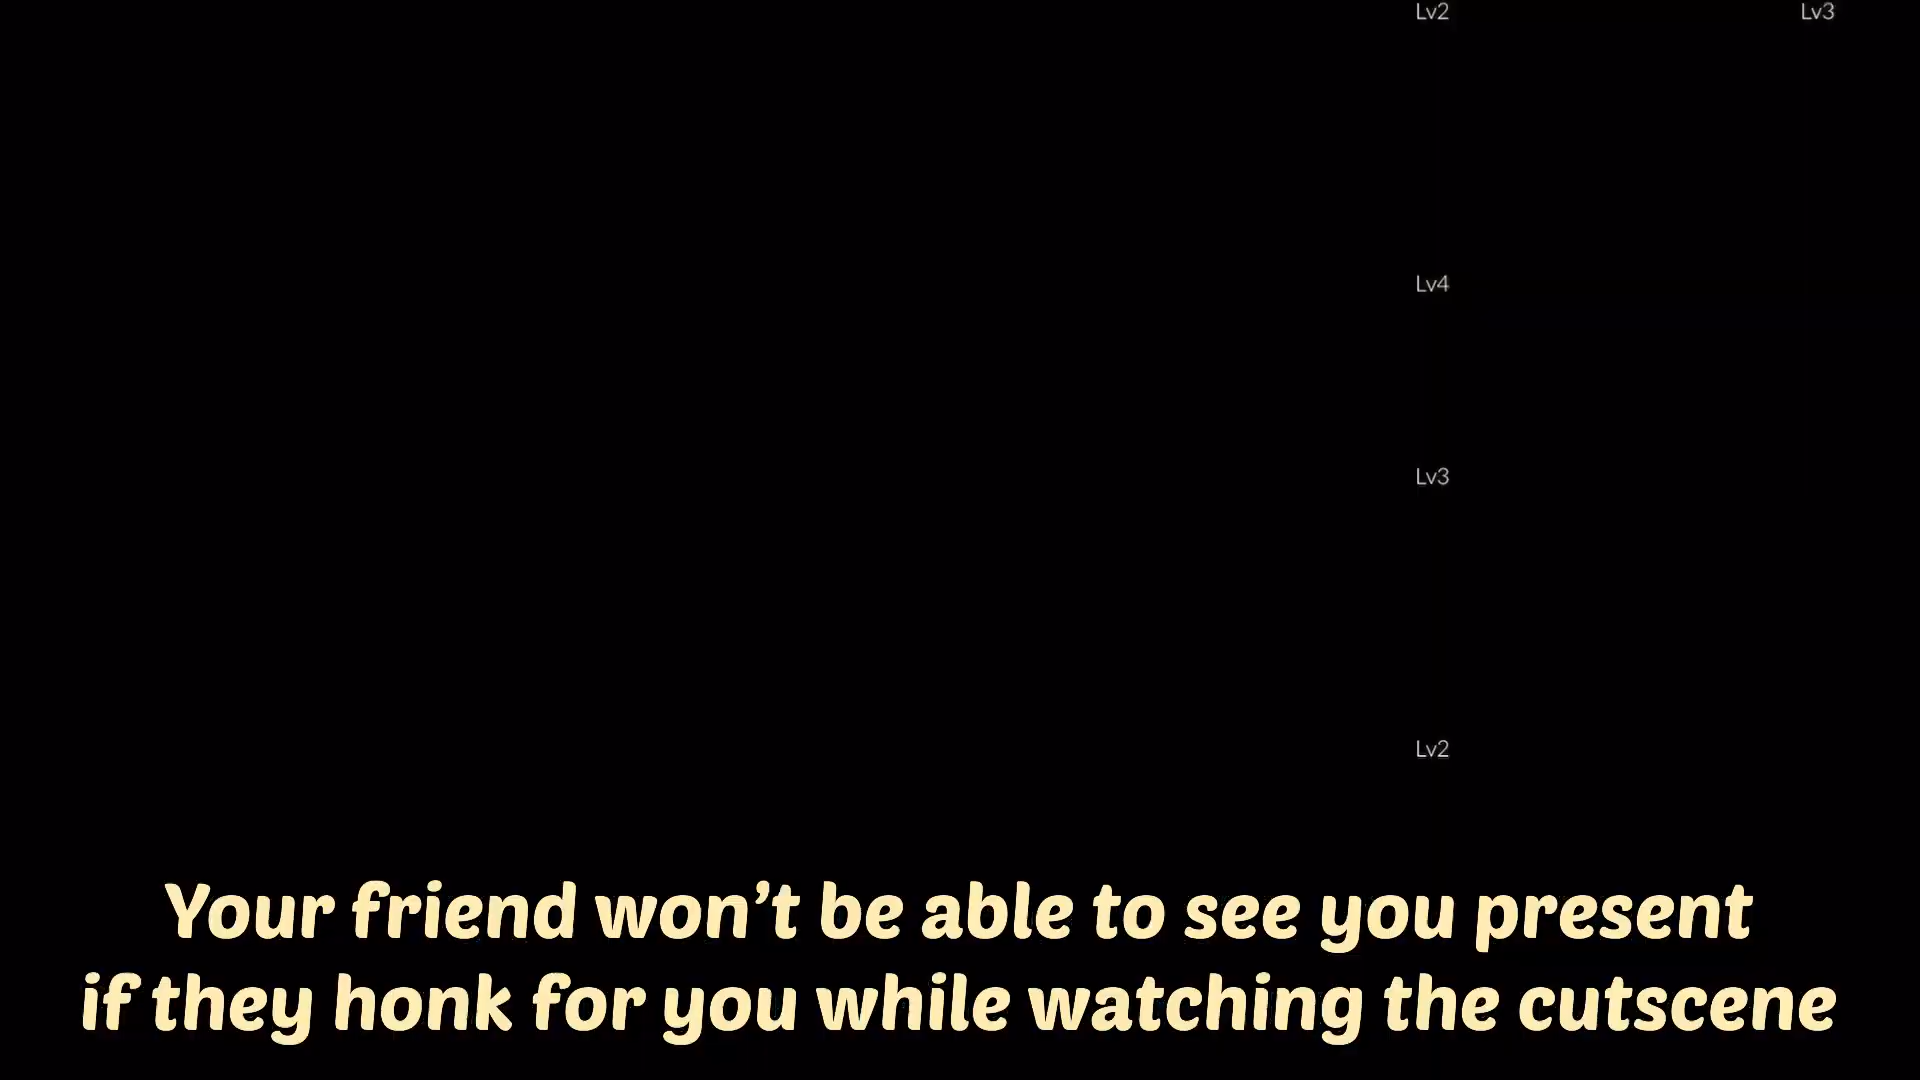 Lv2 Lv3
Lv4
Lv3
Lv2
Your friend won’t be able to see you present
if they honk for you while watching the cutscene